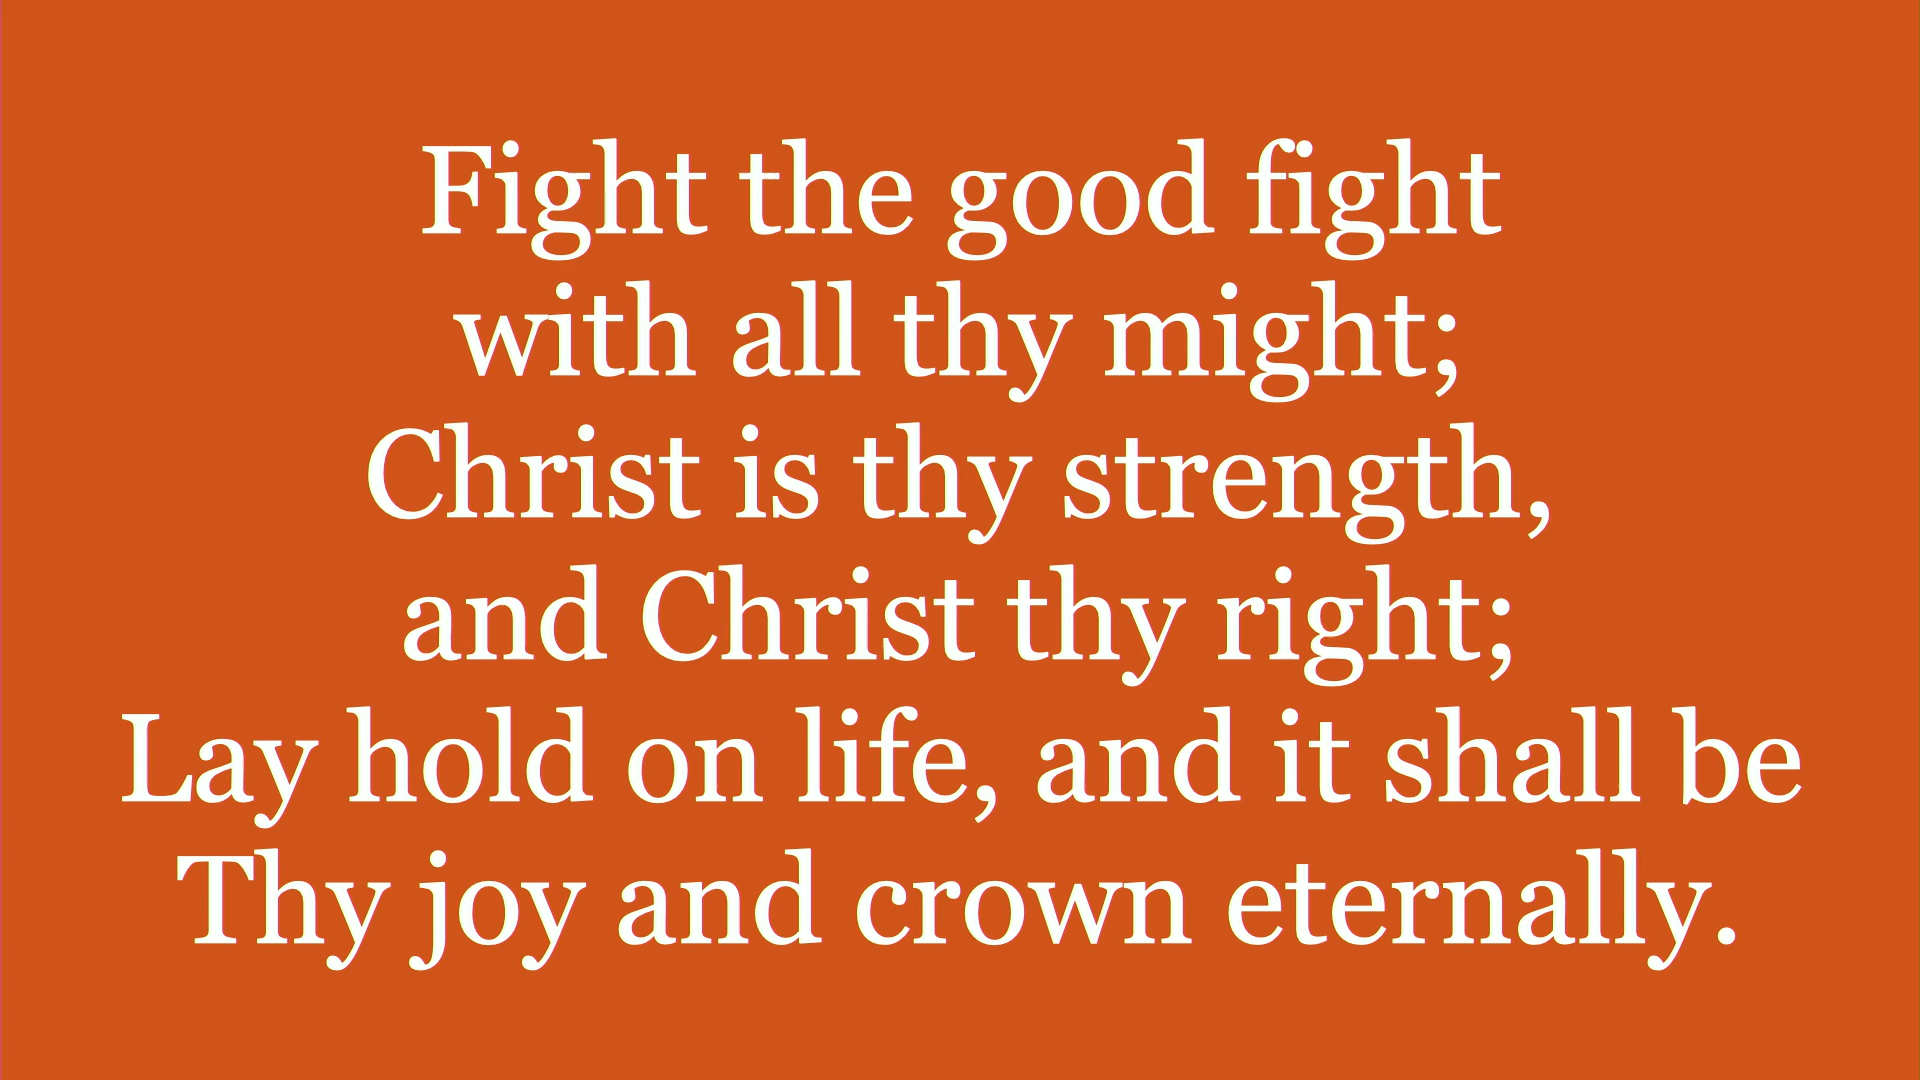 Fight the good fight
with all thy might;
Christ is thy strength,
and Christ thy right;
Lay hold on life, and it shall be
Thy joy and crown eternally.